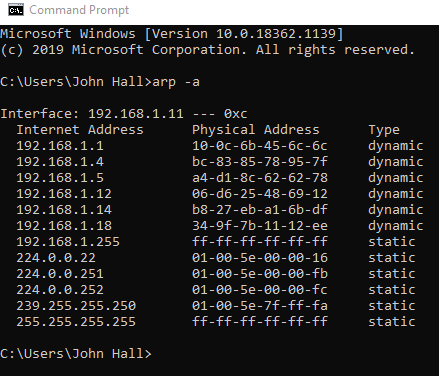 Command Prompt
Microsoft Windows [Version 10.0.18362.1139]
(c) 2019 Microsoft Corporation. All rights reserved.
C:\Users\John Hall>arp -a
Interface: 192.168.1.11 --- 0xc
Internet Address Physical Address Type
192.168.1.1 10-0c-6b-45-6c-6c dynamic
192.168.1.4 bc-83-85-78-95-7f dynamic
192.168.1.5 a4-d1-8c-62-62-78 dynamic
192.168.1.12 06-d6-25-48-69-12 dynamic
192.168.1.14 b8-27-eb-a1-6b-df dynamic
192.168.1.18 34-9f-7b-11-12-ee dynamic
192.168.1.255 ff-ff-ff-ff-ff-ff static
224.0.0.22 01-00-5e-00-00-16 static
224.0.0.251 01-00-5e-00-00-fb static
224.0.0.252 01-00-5e-00-00-fc static
239.255.255.250 01-00-5e-7f-ff-fa static
255.255.255.255 ff-ff-ff-ff-ff-ff static
C:\Users\John Hall>